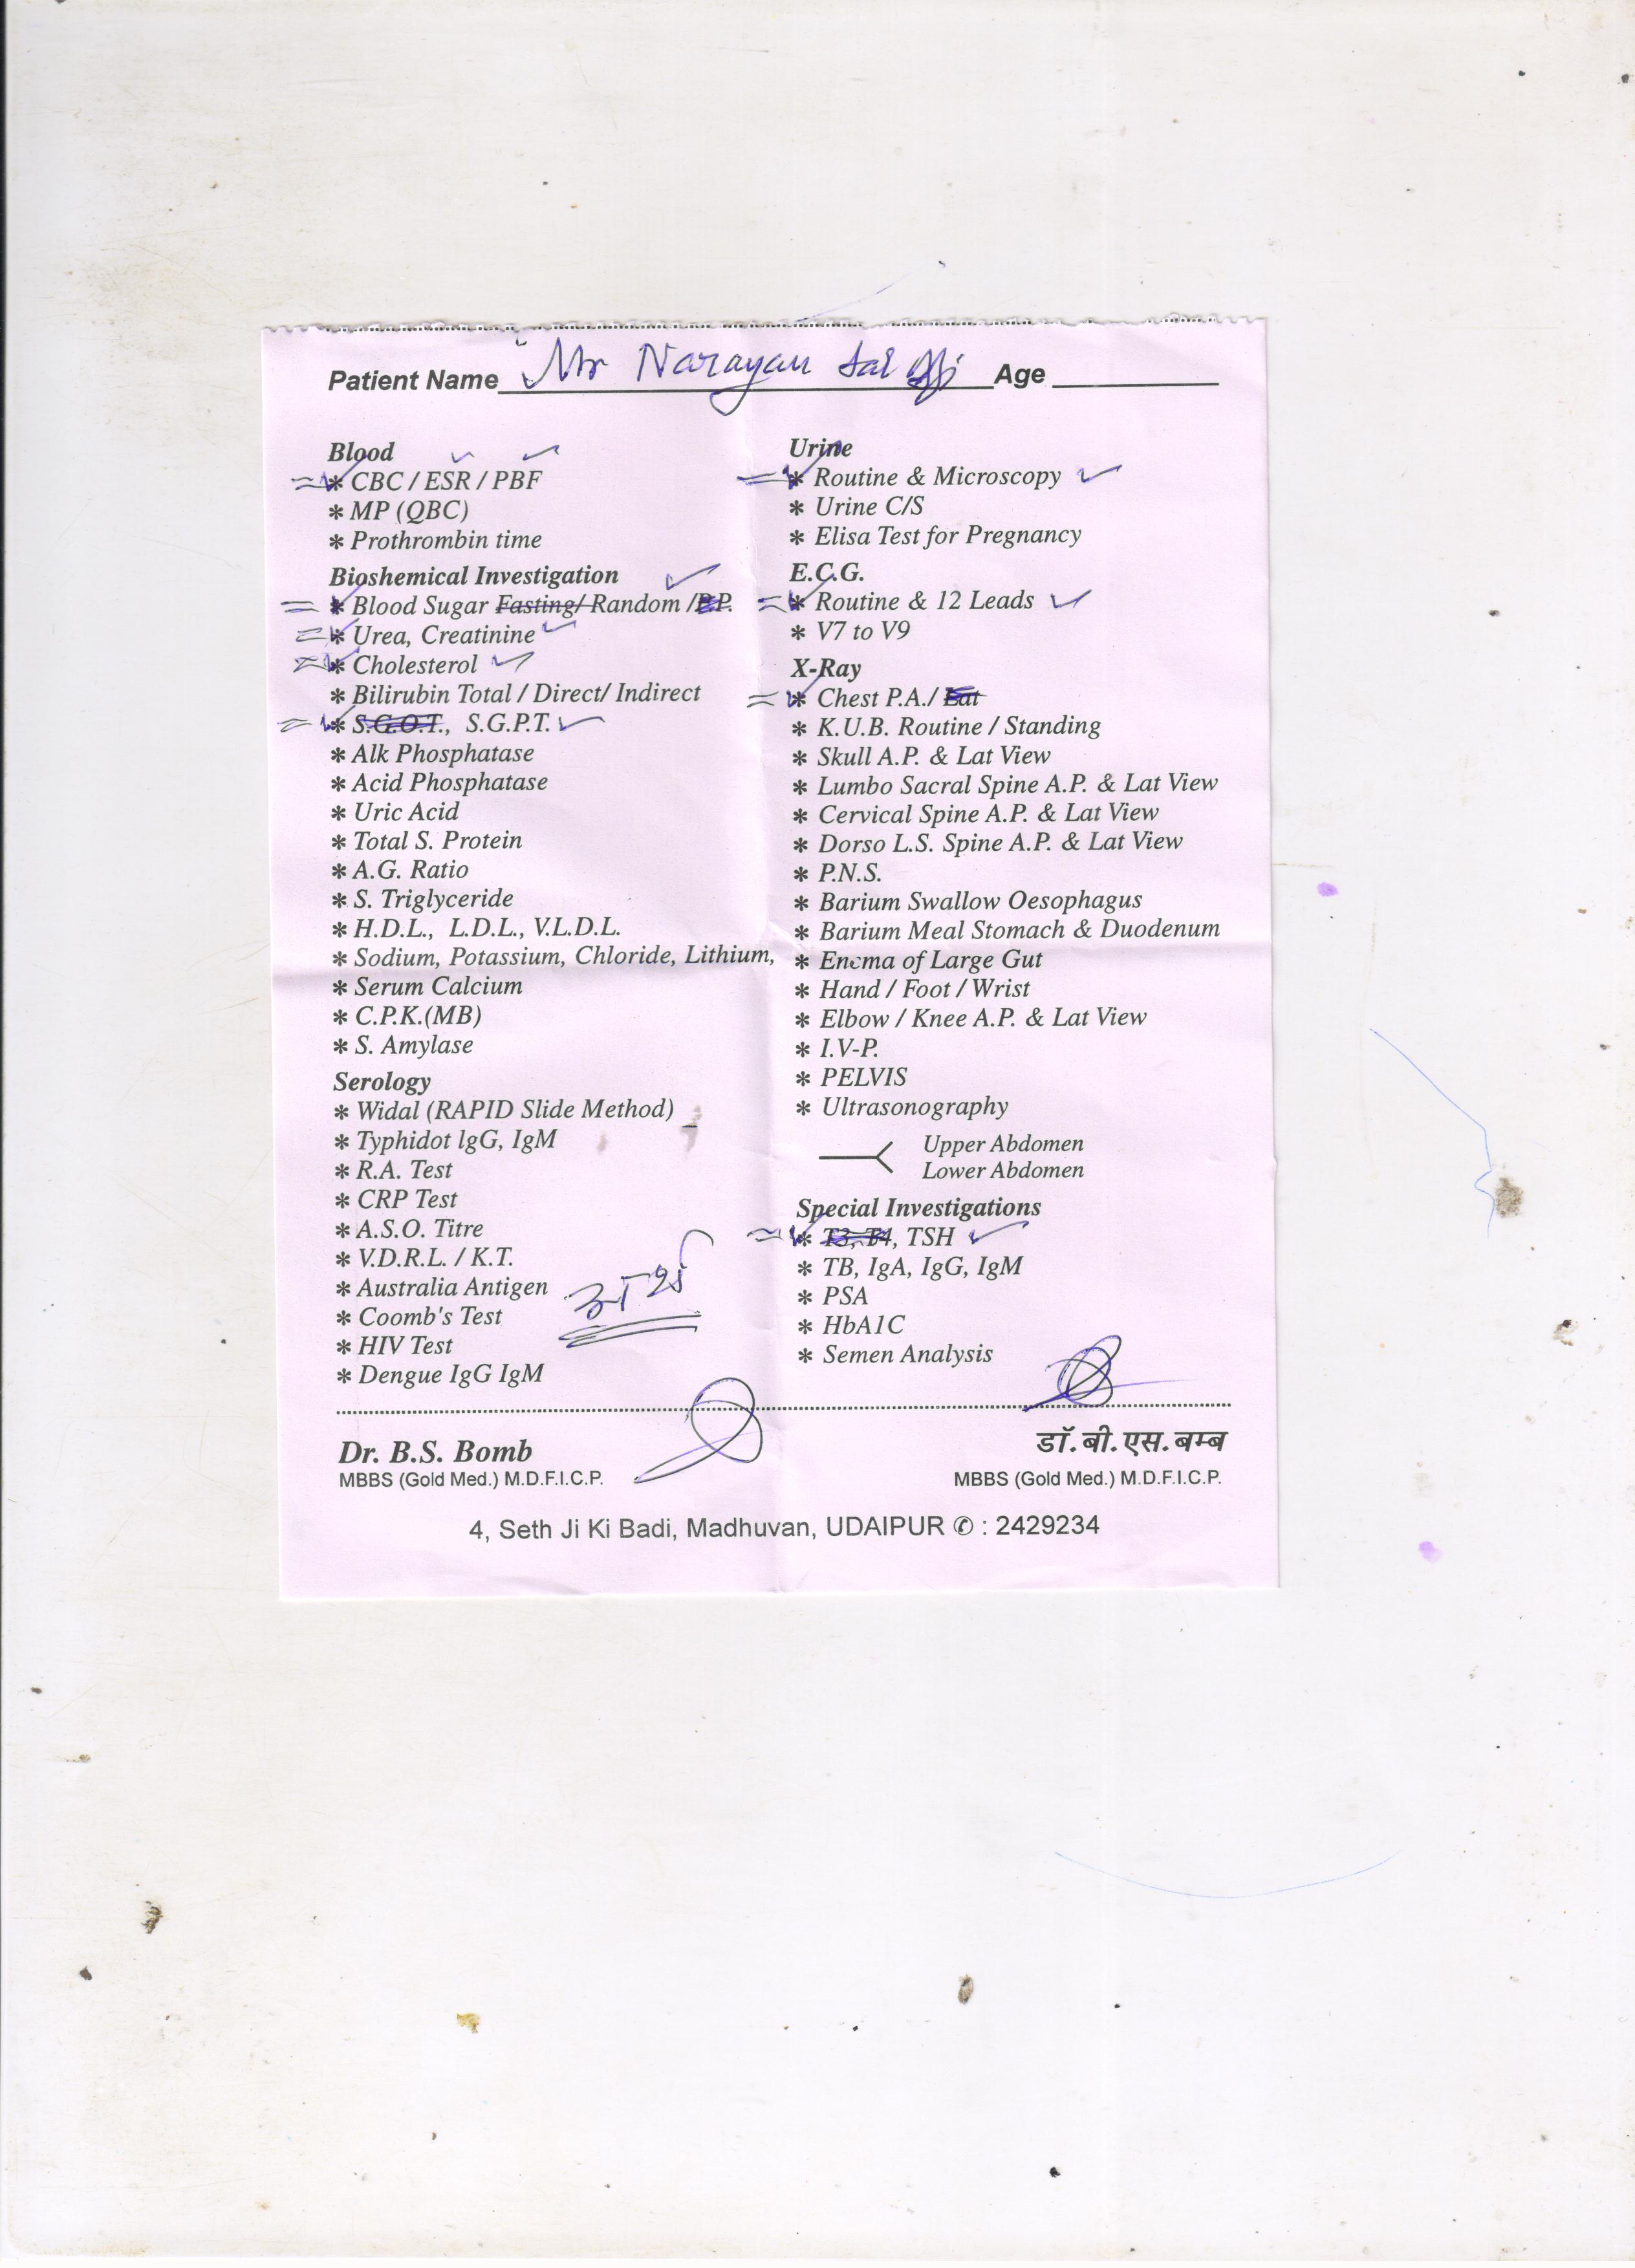 Patient Name Mr Narayan Lal Ji Age
Blood
* CBC / ESR / PBF
* MP (QBC)
* Prothrombin time
Bioshemical Investigation
* Blood Sugar Fasting/ Random /P.P.
* Urea, Creatinine
* Cholesterol
* Bilirubin Total / Direct/ Indirect
* S.G.O.T., S.G.P.T.
* Alk Phosphatase
* Acid Phosphatase
* Uric Acid
* Total S. Protein
* A.G. Ratio
* S. Triglyceride
* H.D.L., L.D.L., V.L.D.L.
* Sodium, Potassium, Chloride, Lithium,
* Serum Calcium
* C.P.K.(MB)
* S. Amylase
Serology
* Widal (RAPID Slide Method)
* Typhidot lgG, IgM
* R.A. Test
* CRP Test
* A.S.O. Titre
* V.D.R.L. / K.T.
* Australia Antigen
* Coomb's Test
* HIV Test
* Dengue IgG IgM
Urine
* Routine & Microscopy
* Urine C/S
* Elisa Test for Pregnancy
E.C.G.
* Routine & 12 Leads
* V7 to V9
X-Ray
* Chest P.A./ Lat
* K.U.B. Routine / Standing
* Skull A.P. & Lat View
* Lumbo Sacral Spine A.P. & Lat View
* Cervical Spine A.P. & Lat View
* Dorso L.S. Spine A.P. & Lat View
* P.N.S.
* Barium Swallow Oesophagus
* Barium Meal Stomach & Duodenum
* Enema of Large Gut
* Hand / Foot / Wrist
* Elbow / Knee A.P. & Lat View
* I.V-P.
* PELVIS
* Ultrasonography
Upper Abdomen
Lower Abdomen
Special Investigations
* T3, T4, TSH
* TB, IgA, IgG, IgM
* PSA
* HbA1C
* Semen Analysis
Dr. B.S. Bomb
MBBS (Gold Med.) M.D.F.I.C.P.
डॉ. बी. एस. बम्ब
MBBS (Gold Med.) M.D.F.I.C.P.
4, Seth Ji Ki Badi, Madhuvan, UDAIPUR ✆ : 2429234